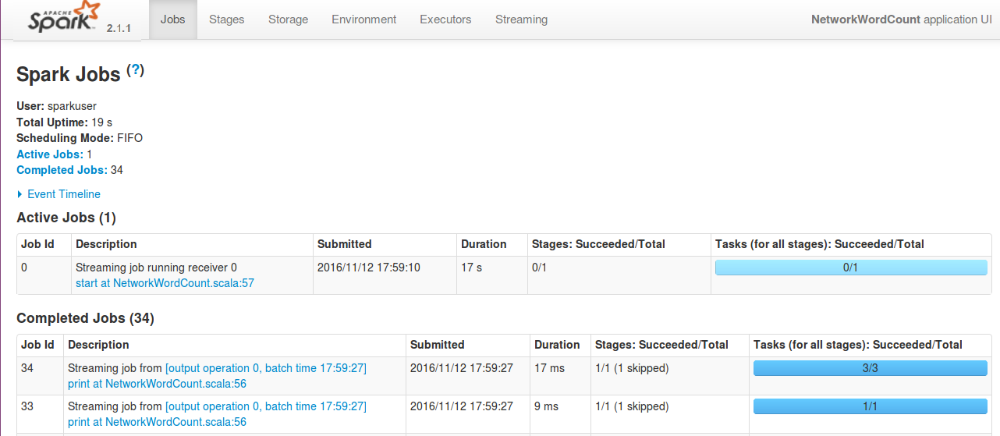 APACHE
Spark 2.1.1 Jobs Stages Storage Environment Executors Streaming NetworkWordCount application UI
Spark Jobs (?)
User: sparkuser
Total Uptime: 19 s
Scheduling Mode: FIFO
Active Jobs: 1
Completed Jobs: 34
Event Timeline
Active Jobs (1)
Job Id Description Submitted Duration Stages: Succeeded/Total Tasks (for all stages): Succeeded/Total
0 Streaming job running receiver 0 2016/11/12 17:59:10 17 s 0/1 0/1
start at NetworkWordCount.scala:57
Completed Jobs (34)
Job Id Description Submitted Duration Stages: Succeeded/Total Tasks (for all stages): Succeeded/Total
34 Streaming job from [output operation 0, batch time 17:59:27] 2016/11/12 17:59:27 17 ms 1/1 (1 skipped) 3/3
print at NetworkWordCount.scala:56
33 Streaming job from [output operation 0, batch time 17:59:27] 2016/11/12 17:59:27 9 ms 1/1 (1 skipped) 1/1
print at NetworkWordCount.scala:56